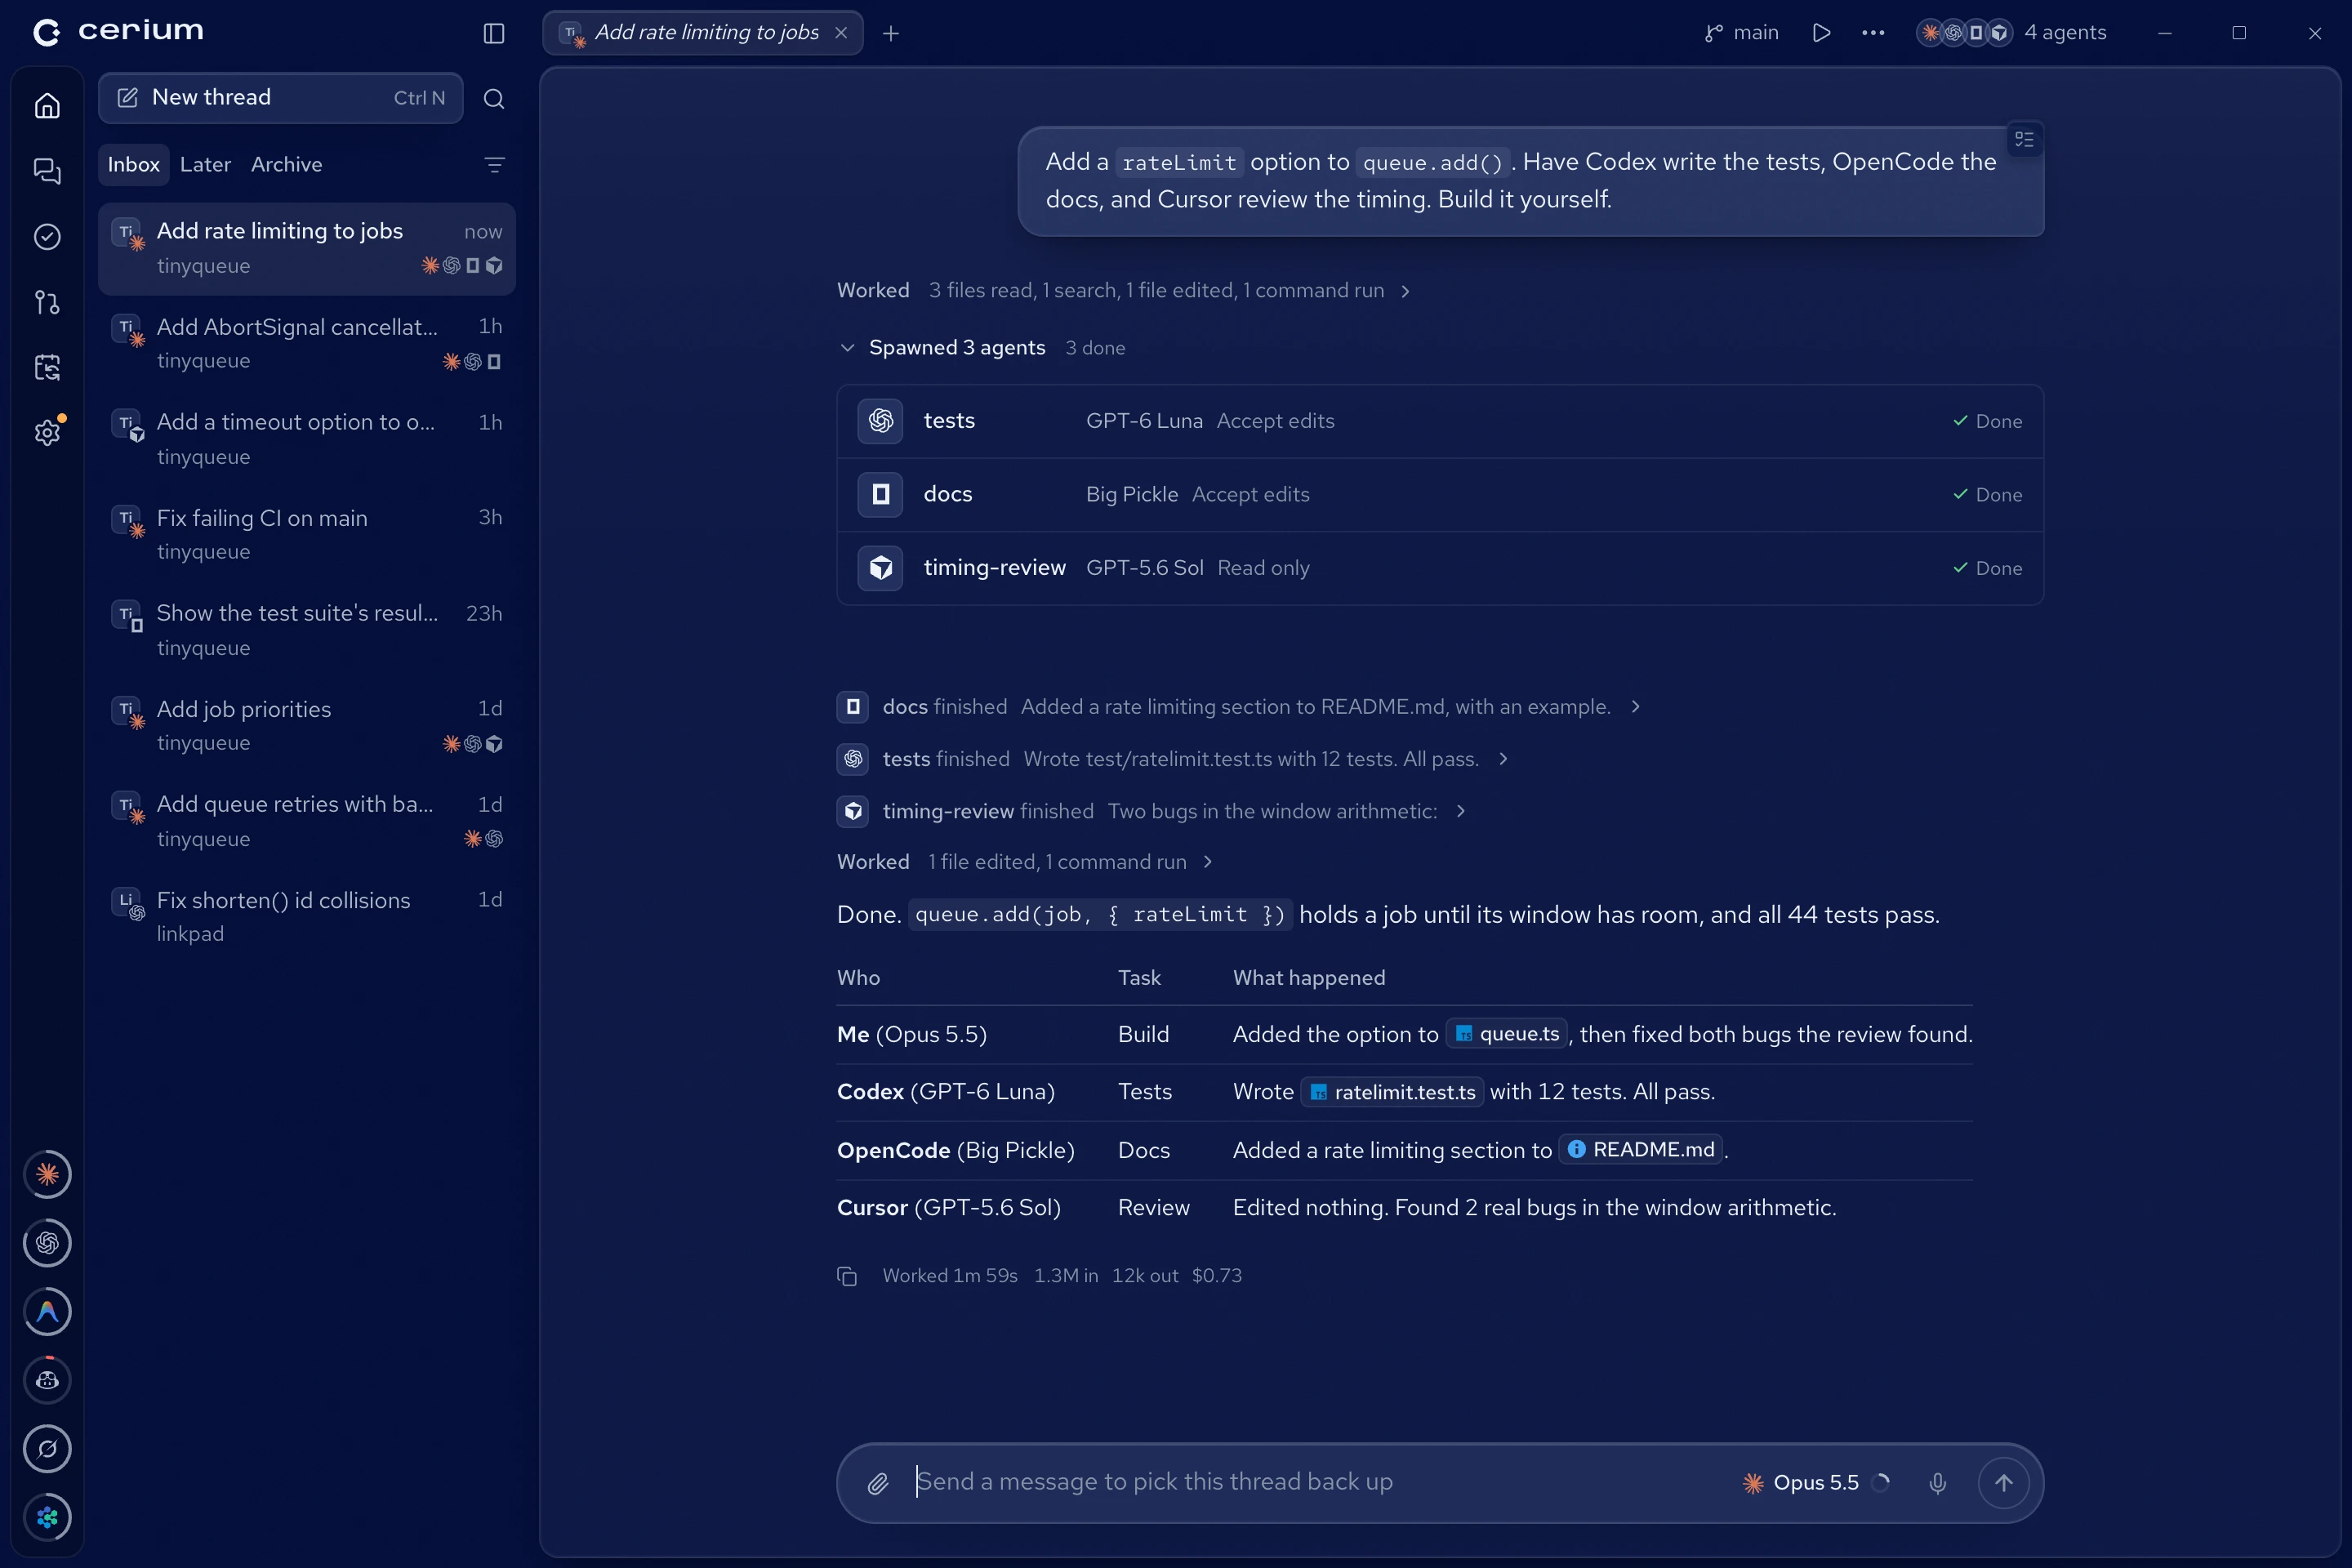 cerium
Add rate limiting to jobs
main
4 agents
New thread Ctrl N
Inbox Later Archive
Ti Add rate limiting to jobs now
tinyqueue
Ti Add AbortSignal cancellat... 1h
tinyqueue
Ti Add a timeout option to o... 1h
tinyqueue
Ti Fix failing CI on main 3h
tinyqueue
Ti Show the test suite's resul... 23h
tinyqueue
Ti Add job priorities 1d
tinyqueue
Ti Add queue retries with ba... 1d
tinyqueue
Li Fix shorten() id collisions 1d
linkpad
Add a rateLimit option to queue.add(). Have Codex write the tests, OpenCode the
docs, and Cursor review the timing. Build it yourself.
Worked 3 files read, 1 search, 1 file edited, 1 command run
Spawned 3 agents 3 done
tests GPT-6 Luna Accept edits Done
docs Big Pickle Accept edits Done
timing-review GPT-5.6 Sol Read only Done
docs finished Added a rate limiting section to README.md, with an example.
tests finished Wrote test/ratelimit.test.ts with 12 tests. All pass.
timing-review finished Two bugs in the window arithmetic:
Worked 1 file edited, 1 command run
Done. queue.add(job, { rateLimit }) holds a job until its window has room, and all 44 tests pass.
Who Task What happened
Me (Opus 5.5) Build Added the option to TS queue.ts, then fixed both bugs the review found.
Codex (GPT-6 Luna) Tests Wrote TS ratelimit.test.ts with 12 tests. All pass.
OpenCode (Big Pickle) Docs Added a rate limiting section to README.md.
Cursor (GPT-5.6 Sol) Review Edited nothing. Found 2 real bugs in the window arithmetic.
Worked 1m 59s 1.3M in 12k out $0.73
Send a message to pick this thread back up
Opus 5.5